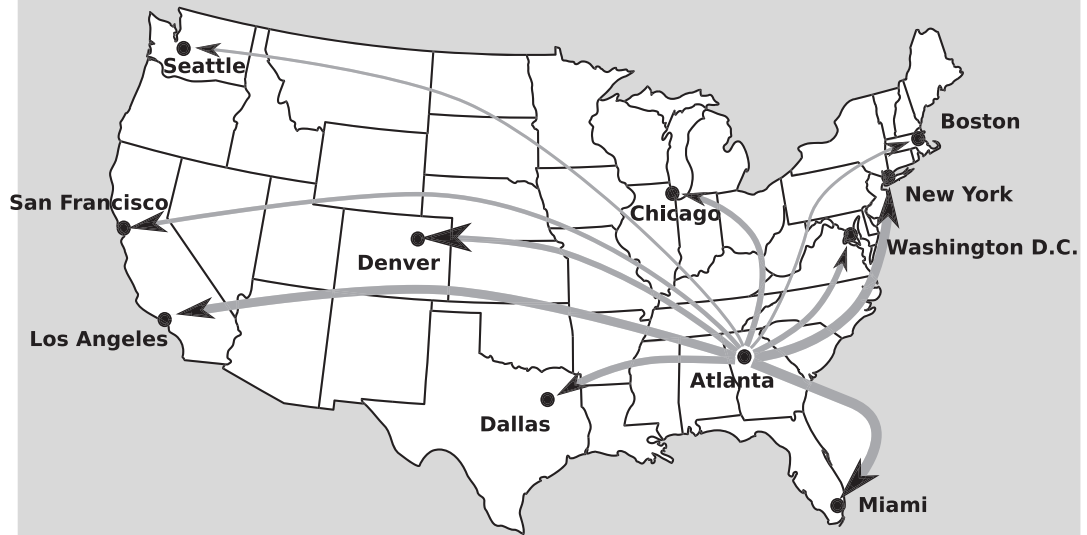 Seattle
Boston
San Francisco
New York
Chicago
Washington D.C.
Denver
Los Angeles
Atlanta
Dallas
Miami